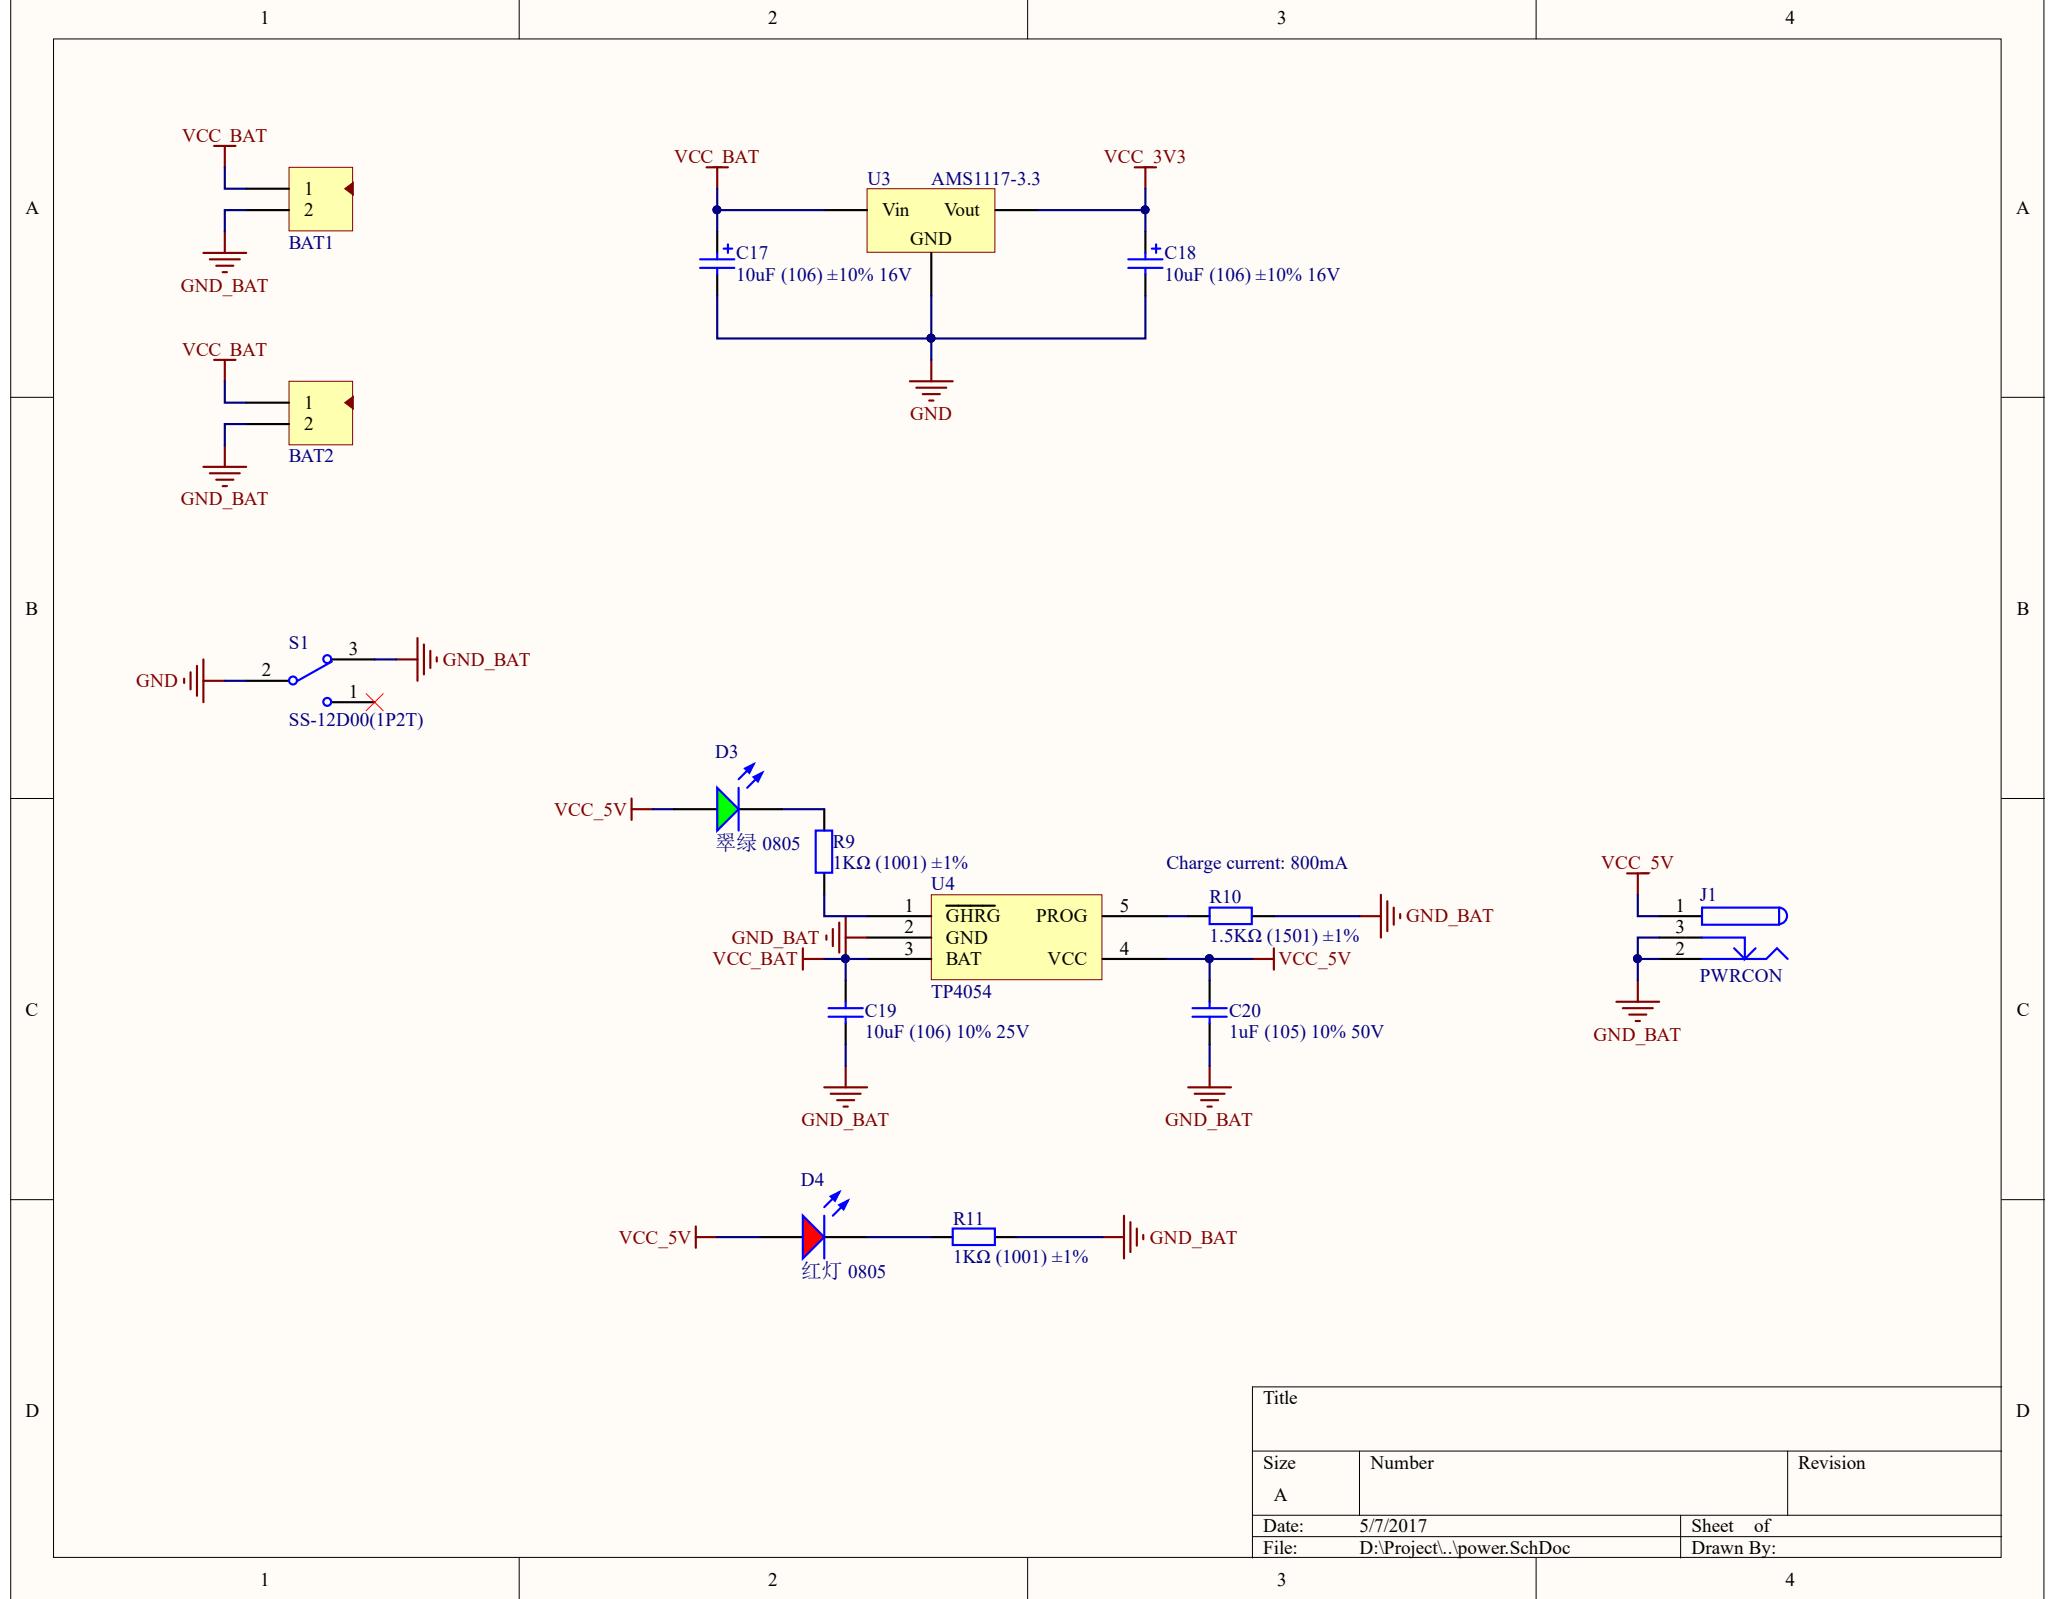 1
2
3
4
A
A
B
B
C
C
D
D
VCC_BAT
1
2
BAT1
GND_BAT
VCC_BAT
1
2
BAT2
GND_BAT
VCC_BAT
VCC_3V3
U3
AMS1117-3.3
Vin
Vout
GND
+
C17
10uF (106) ±10% 16V
+
C18
10uF (106) ±10% 16V
GND
S1
3
GND_BAT
2
GND
1
SS-12D00(1P2T)
D3
VCC_5V
翠绿 0805
R9
1KΩ (1001) ±1%
U4
1
GHRG
PROG
5
2
GND
3
BAT
VCC
4
TP4054
GND_BAT
VCC_BAT
Charge current: 800mA
R10
1.5KΩ (1501) ±1%
GND_BAT
VCC_5V
C19
10uF (106) 10% 25V
GND_BAT
C20
1uF (105) 10% 50V
GND_BAT
VCC_5V
J1
1
3
2
PWRCON
GND_BAT
D4
VCC_5V
红灯 0805
R11
1KΩ (1001) ±1%
GND_BAT
Title
Size
A
Number
Revision
Date:
5/7/2017
Sheet of
File:
D:\Project\..\power.SchDoc
Drawn By:
1
2
3
4